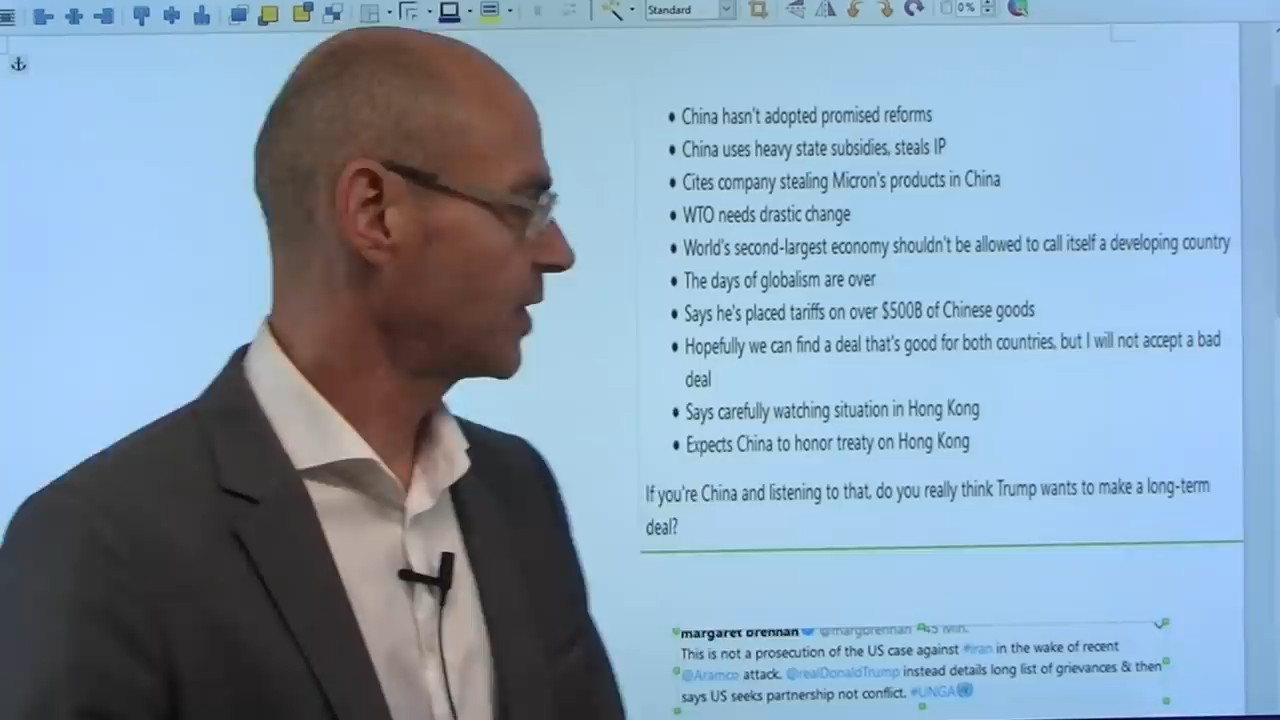 Standard
0 %
• China hasn't adopted promised reforms
• China uses heavy state subsidies, steals IP
• Cites company stealing Micron's products in China
• WTO needs drastic change
• World's second-largest economy shouldn't be allowed to call itself a developing country
• The days of globalism are over
• Says he's placed tariffs on over $500B of Chinese goods
• Hopefully we can find a deal that's good for both countries, but I will not accept a bad
deal
• Says carefully watching situation in Hong Kong
• Expects China to honor treaty on Hong Kong
If you're China and listening to that, do you really think Trump wants to make a long-term
deal?
margaret brennan @margbrennan 45 Min.
This is not a prosecution of the US case against #iran in the wake of recent
@Aramco attack. @realDonaldTrump instead details long list of grievances & then
says US seeks partnership not conflict. #UNGA